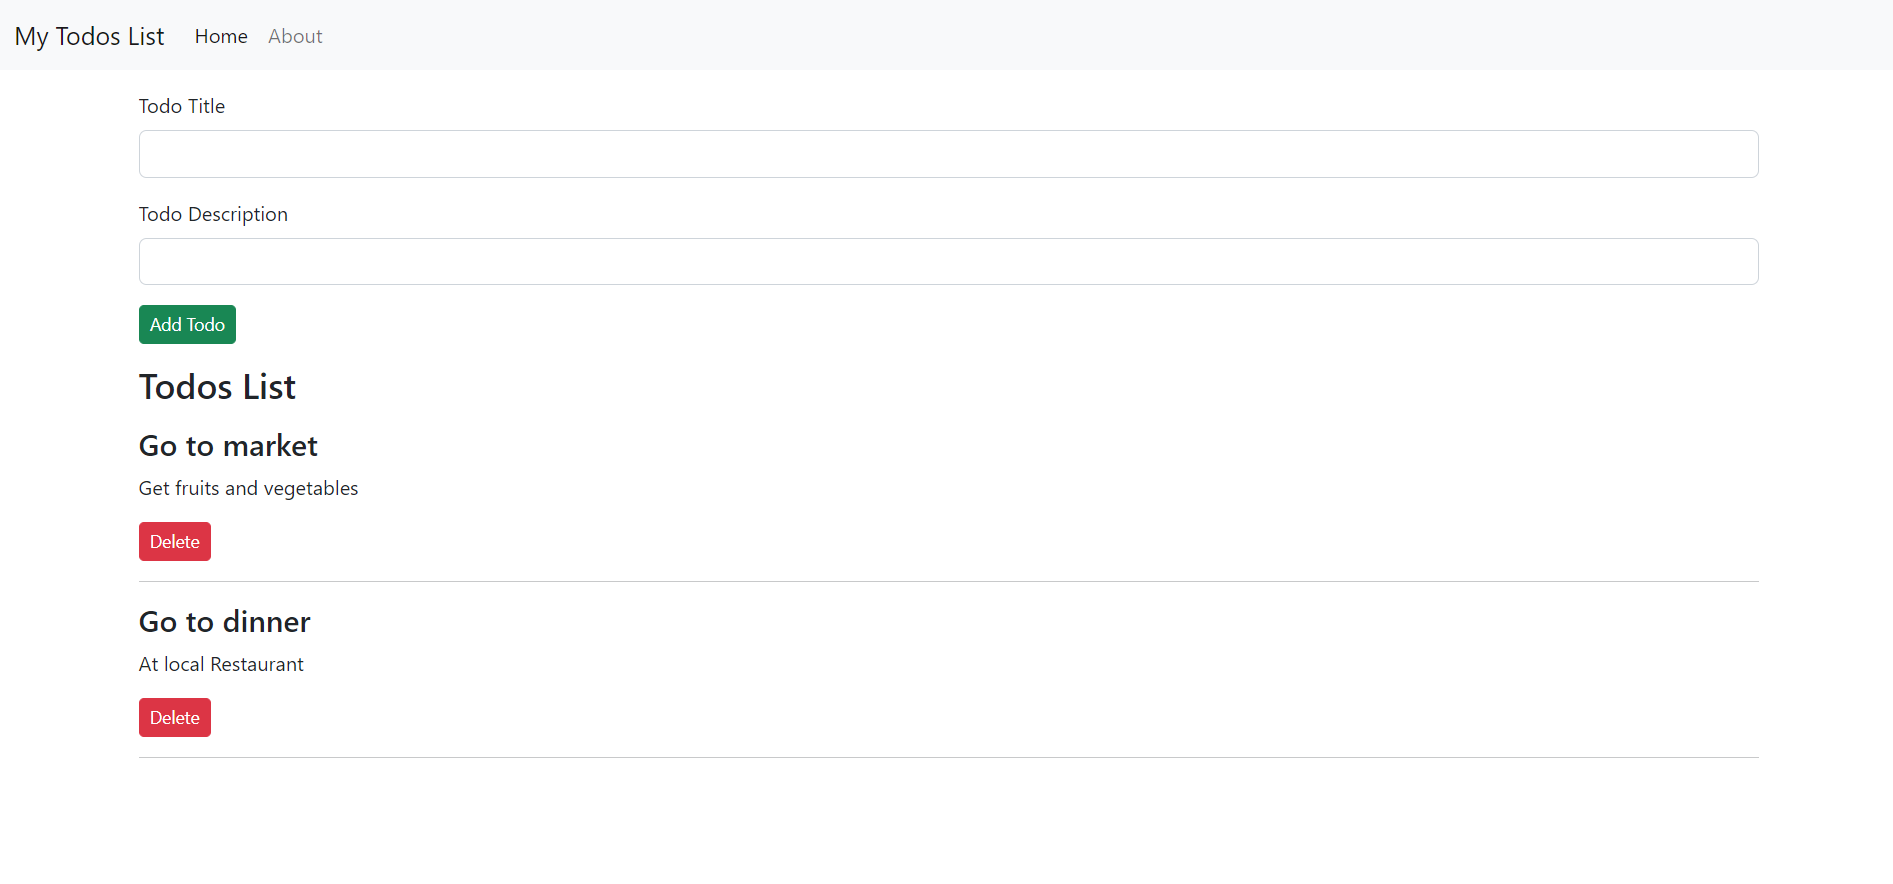 My Todos List Home About
Todo Title
Todo Description
Add Todo
Todos List
Go to market
Get fruits and vegetables
Delete
Go to dinner
At local Restaurant
Delete